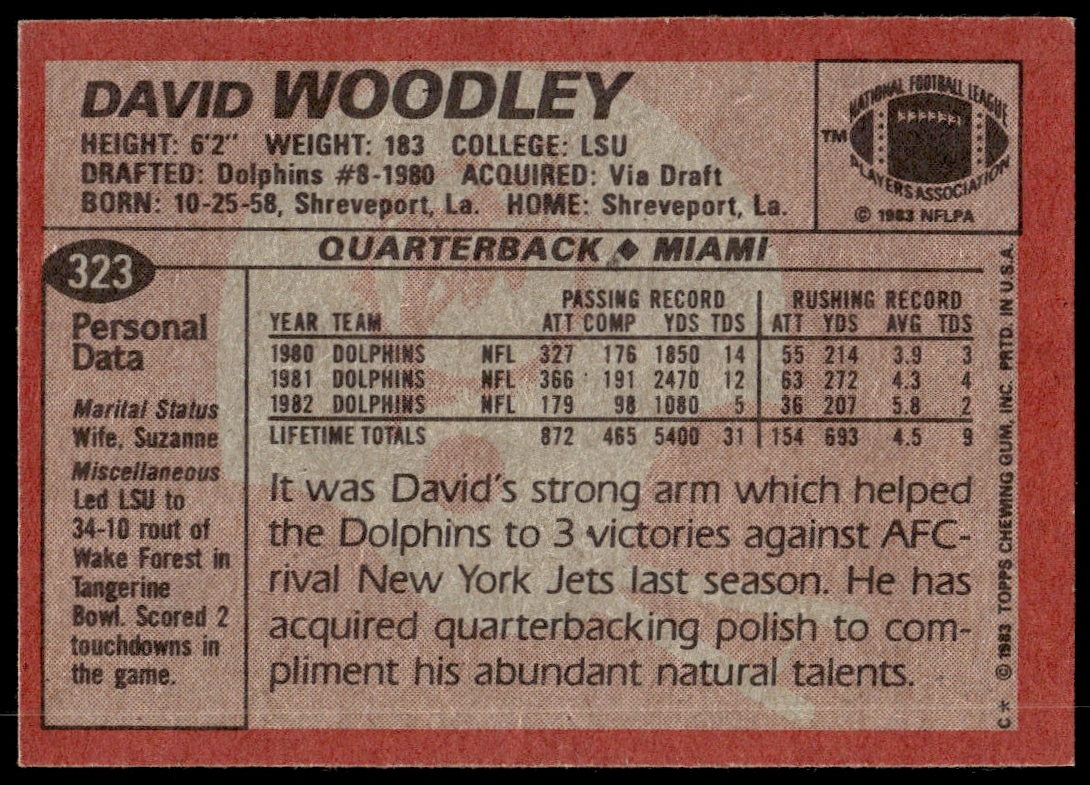 DAVID WOODLEY
HEIGHT: 6'2" WEIGHT: 183 COLLEGE: LSU
DRAFTED: Dolphins #8-1980 ACQUIRED: Via Draft
BORN: 10-25-58, Shreveport, La. HOME: Shreveport, La.
NATIONAL FOOTBALL LEAGUE
TM
PLAYERS ASSOCIATION
© 1983 NFLPA
323
QUARTERBACK ◆ MIAMI
Personal
Data
Marital Status
Wife, Suzanne
Miscellaneous
Led LSU to
34-10 rout of
Wake Forest in
Tangerine
Bowl. Scored 2
touchdowns in
the game.
PASSING RECORD RUSHING RECORD
YEAR TEAM ATT COMP YDS TDS ATT YDS AVG TDS
1980 DOLPHINS NFL 327 176 1850 14 55 214 3.9 3
1981 DOLPHINS NFL 366 191 2470 12 63 272 4.3 4
1982 DOLPHINS NFL 179 98 1080 5 36 207 5.8 2
LIFETIME TOTALS 872 465 5400 31 154 693 4.5 9
It was David's strong arm which helped
the Dolphins to 3 victories against AFC-
rival New York Jets last season. He has
acquired quarterbacking polish to com-
pliment his abundant natural talents.
C* © 1983 TOPPS CHEWING GUM, INC. PRTD. IN U.S.A.